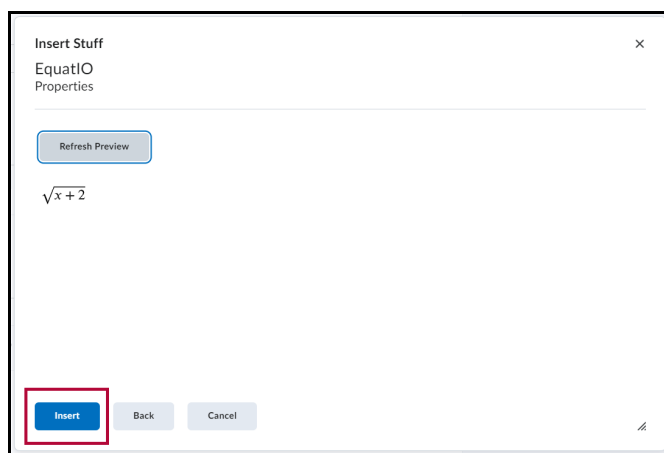 Insert Stuff
EquatIO
Properties
Refresh Preview
√x + 2
Insert Back Cancel